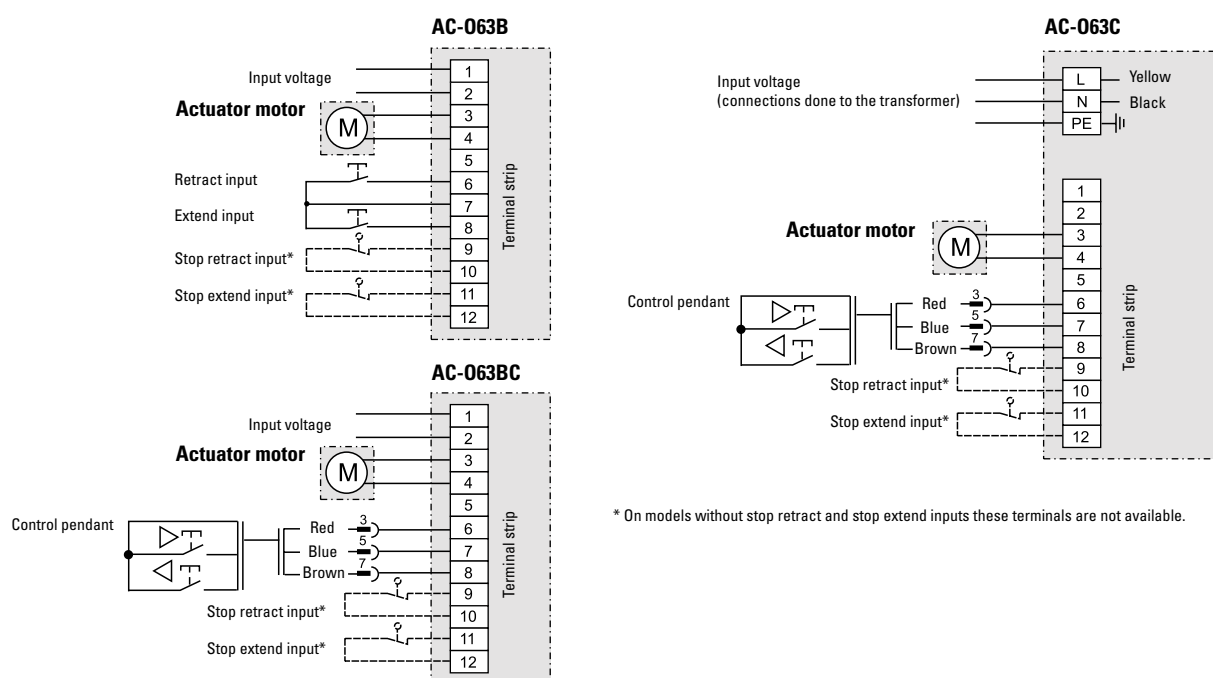 AC-063B
Input voltage
Actuator motor
M
Retract input
Extend input
Stop retract input*
Stop extend input*
1
2
3
4
5
6
7
8
9
10
11
12
Terminal strip
AC-063BC
Input voltage
Actuator motor
M
Control pendant
Red 3
Blue 5
Brown 7
Stop retract input*
Stop extend input*
1
2
3
4
5
6
7
8
9
10
11
12
Terminal strip
AC-063C
Input voltage
(connections done to the transformer)
L Yellow
N Black
PE
Actuator motor
M
Control pendant
Red 3
Blue 5
Brown 7
Stop retract input*
Stop extend input*
1
2
3
4
5
6
7
8
9
10
11
12
Terminal strip
* On models without stop retract and stop extend inputs these terminals are not available.